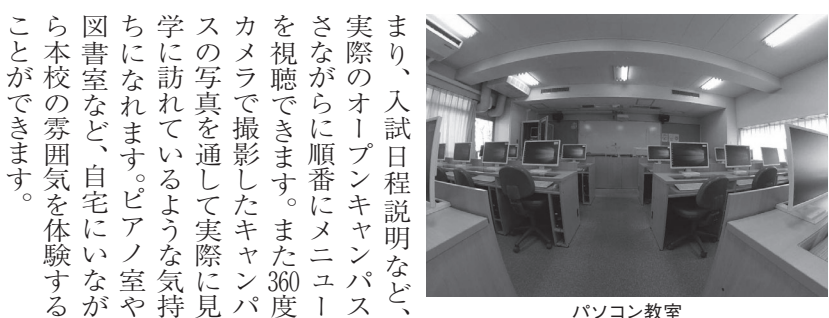 まり、入試日程説明など、
実際のオープンキャンパス
さながらに順番にメニュー
を視聴できます。また360度
カメラで撮影したキャンパ
スの写真を通して実際に見
学に訪れているような気持
ちになれます。ピアノ室や
図書室など、自宅にいなが
ら本校の雰囲気を体験する
ことができます。
パソコン教室